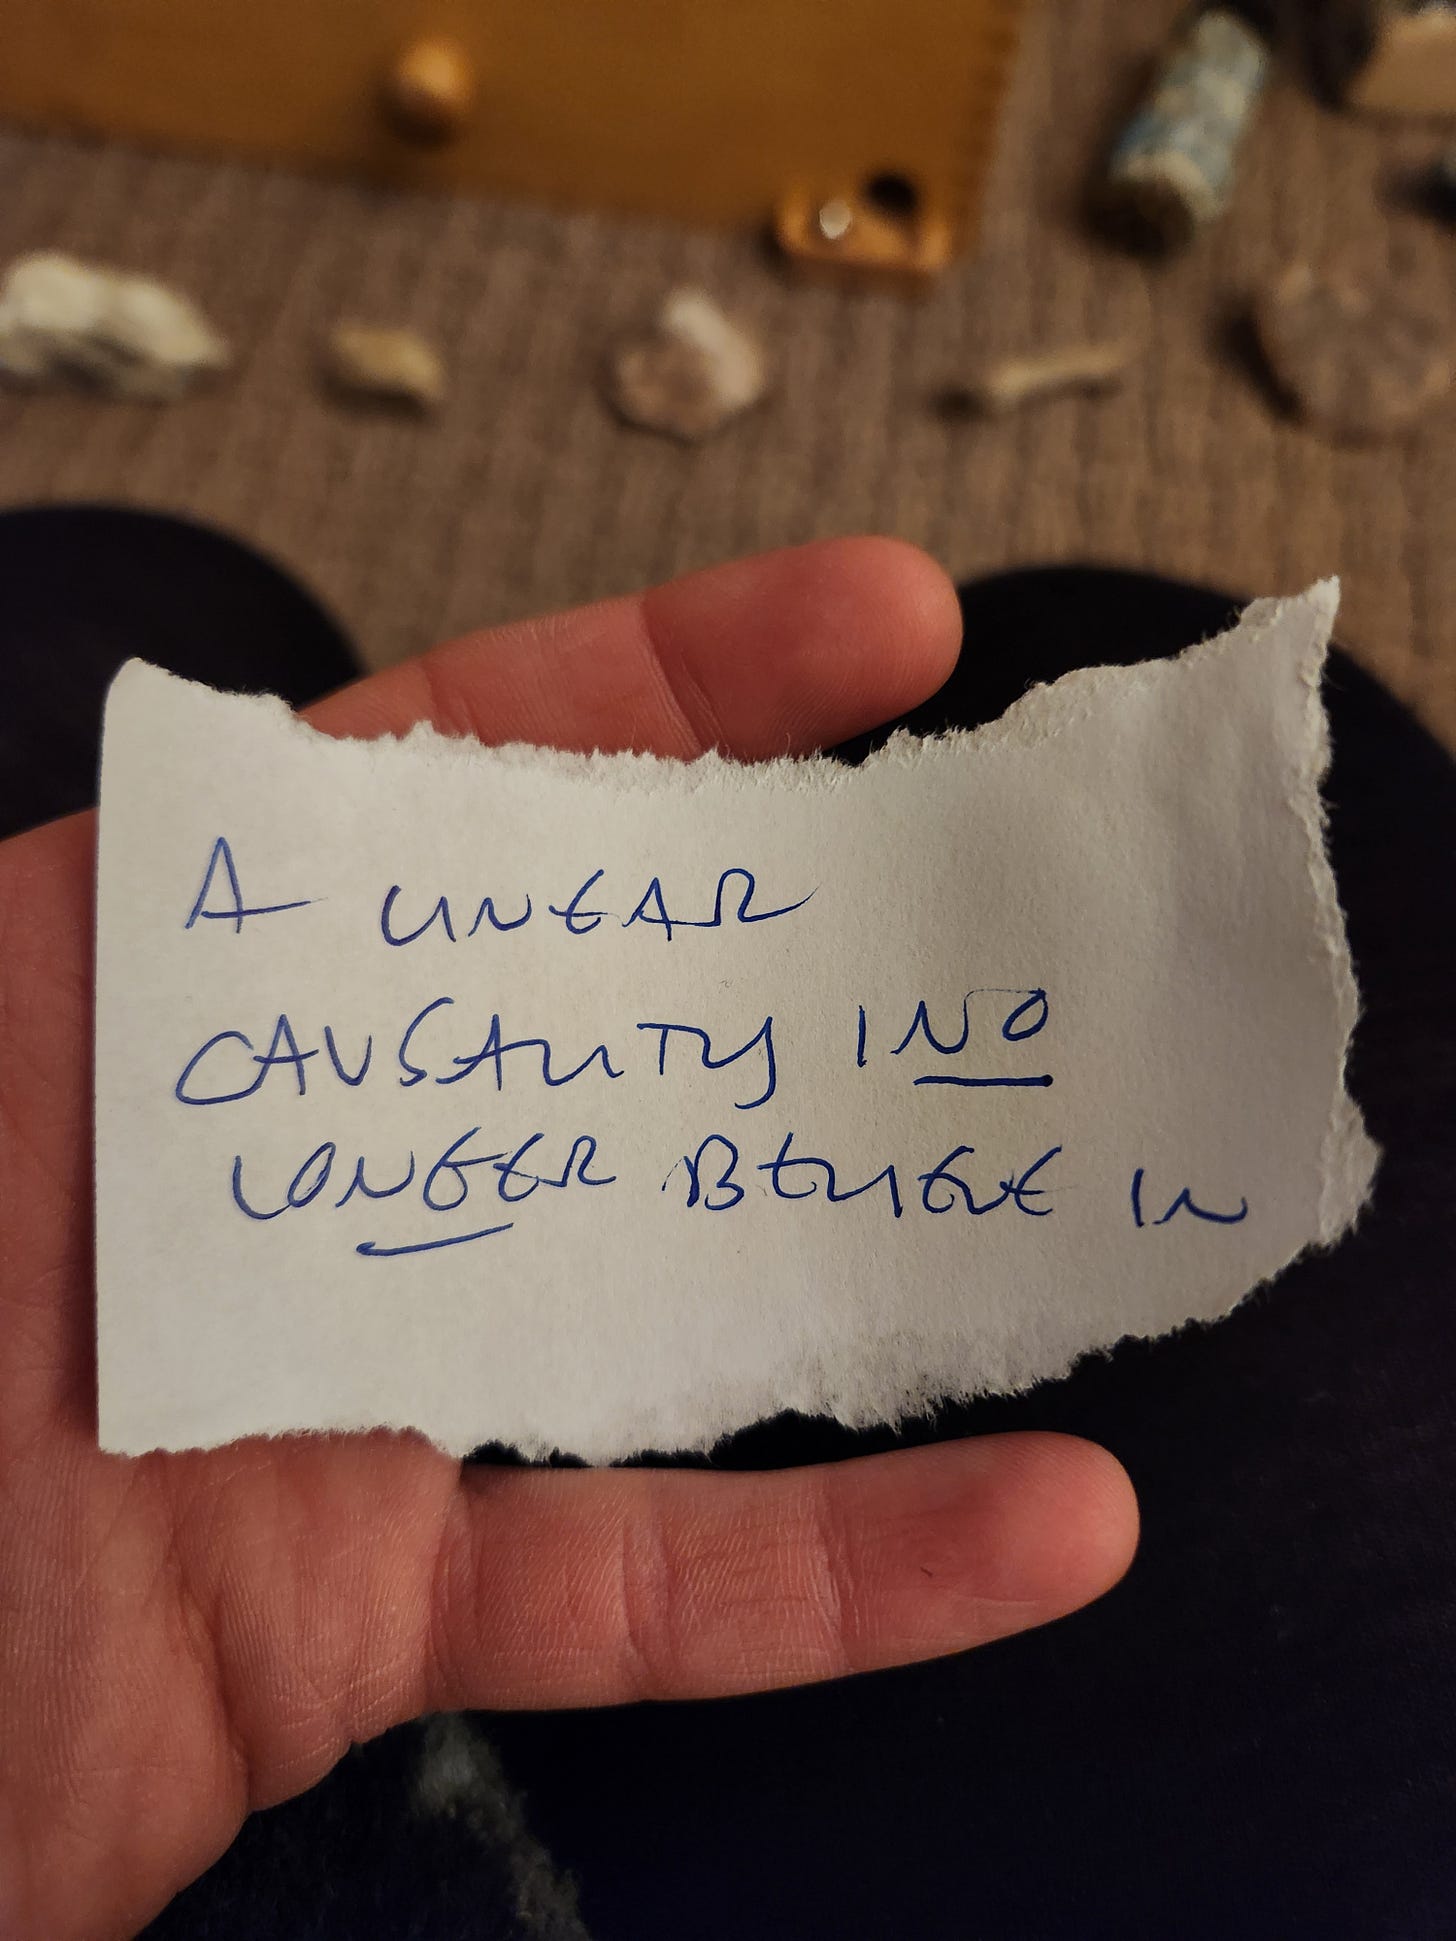 A LINEAR
CAUSALITY I NO
LONGER BELIEVE IN